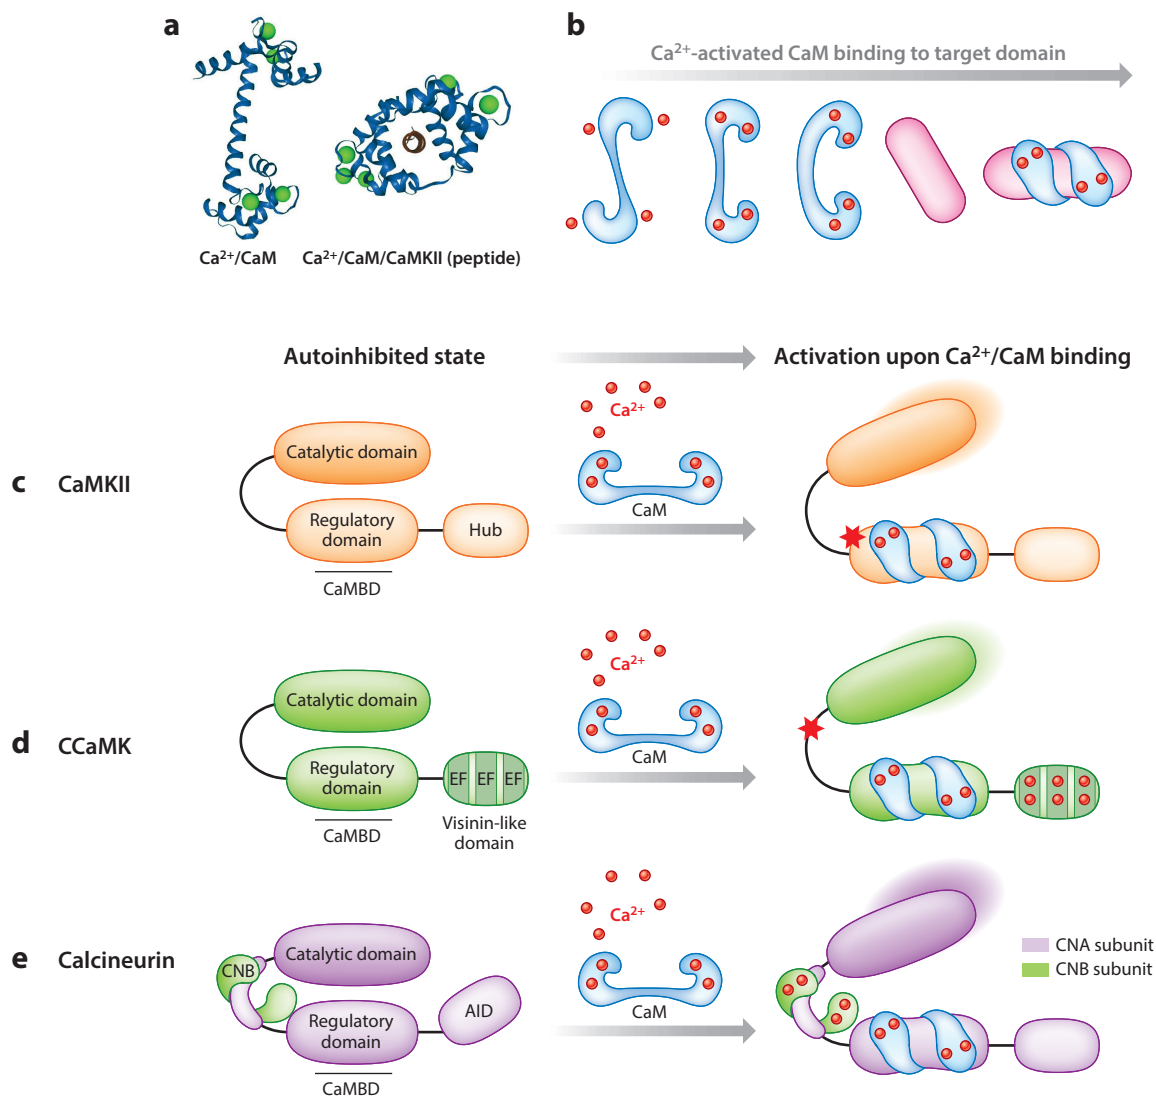 a
b
Ca²⁺-activated CaM binding to target domain
Ca²⁺/CaM
Ca²⁺/CaM/CaMKII (peptide)
Autoinhibited state
Activation upon Ca²⁺/CaM binding
c
CaMKII
Catalytic domain
Regulatory
domain
Hub
CaMBD
Ca²⁺
CaM
d
CCaMK
Catalytic domain
Regulatory
domain
EF EF EF
CaMBD
Visinin-like
domain
Ca²⁺
CaM
e
Calcineurin
CNB
Catalytic domain
Regulatory
domain
AID
CaMBD
Ca²⁺
CaM
CNA subunit
CNB subunit